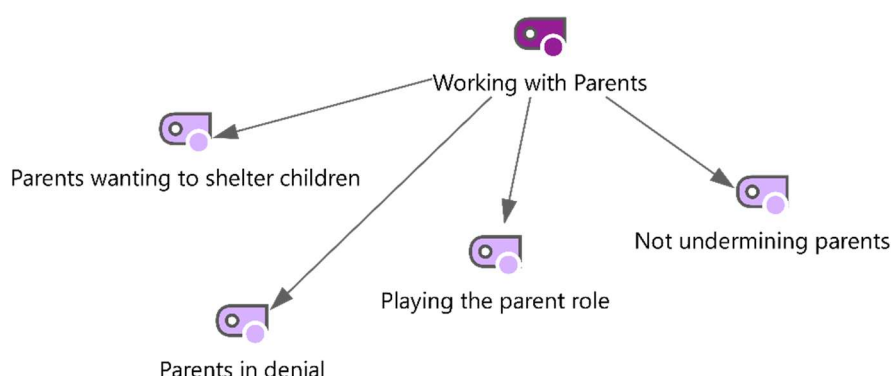 Working with Parents
Parents wanting to shelter children
Not undermining parents
Playing the parent role
Parents in denial